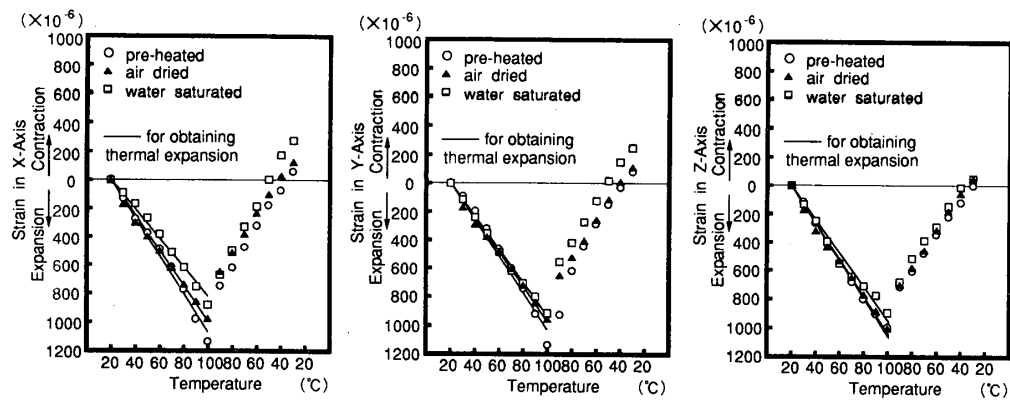 (×10⁻⁶)
1000
800
600
400
200
0
200
400
600
800
1000
1200
Strain in X-Axis
Expansion Contraction
pre-heated
air dried
water saturated
for obtaining
thermal expansion
20 40 60 80 100 80 60 40 20
Temperature (℃)
(×10⁻⁶)
1000
800
600
400
200
0
200
400
600
800
1000
1200
Strain in Y-Axis
Expansion Contraction
pre-heated
air dried
water saturated
for obtaining
thermal expansion
20 40 60 80 100 80 60 40 20
Temperature (℃)
(×10⁻⁶)
1000
800
600
400
200
0
200
400
600
800
1000
1200
Strain in Z-Axis
Expansion Contraction
pre-heated
air dried
water saturated
for obtaining
thermal expansion
20 40 60 80 100 80 60 40 20
Temperature (℃)